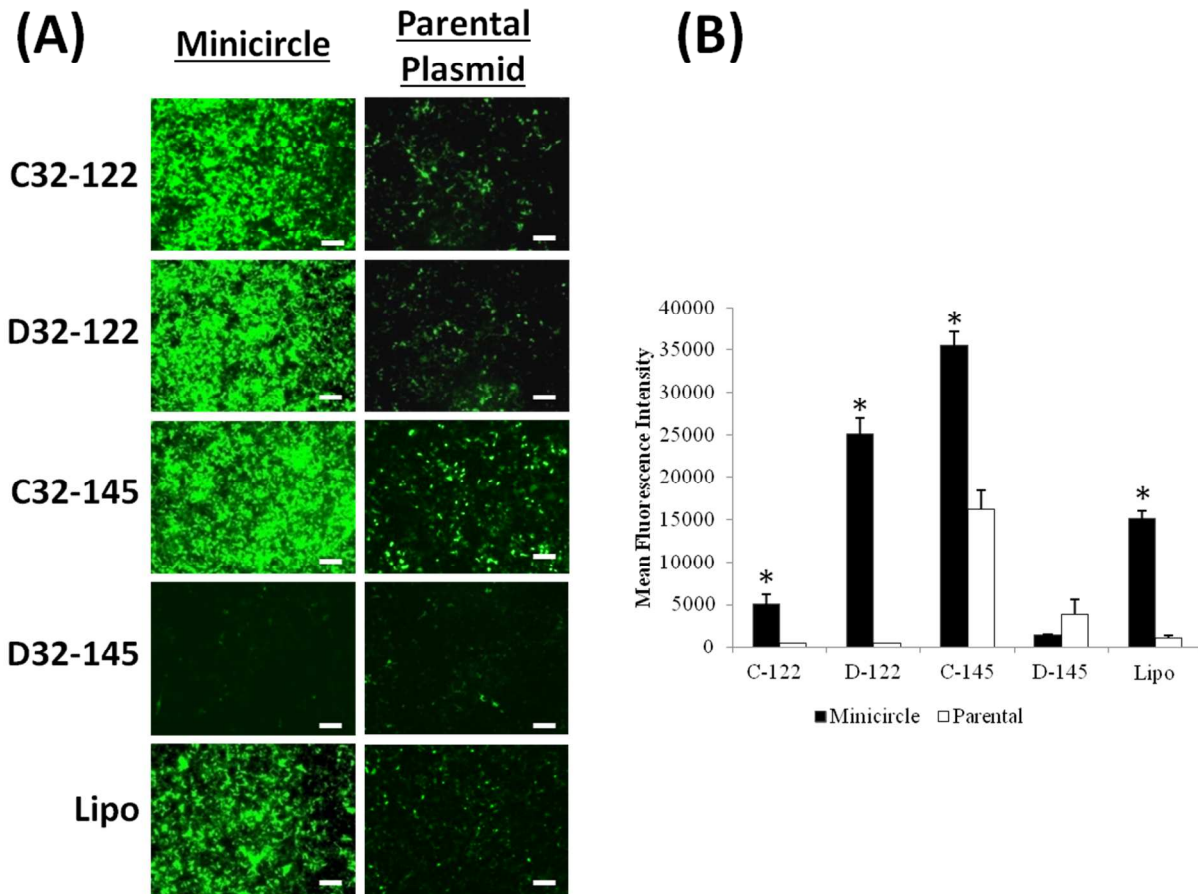 (A)
Minicircle
Parental
Plasmid
C32-122
D32-122
C32-145
D32-145
Lipo
(B)
Mean Fluorescence Intensity
40000
35000
30000
25000
20000
15000
10000
5000
0
*
*
*
*
C-122
D-122
C-145
D-145
Lipo
Minicircle
Parental